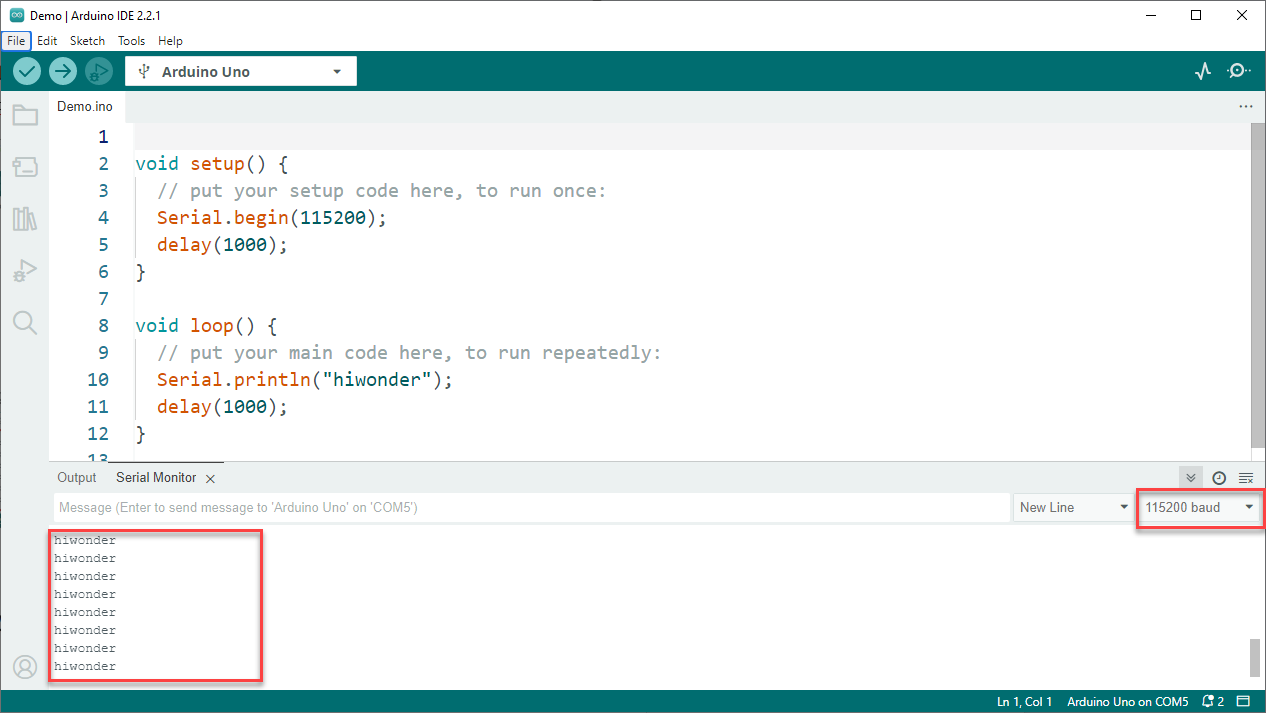 Demo | Arduino IDE 2.2.1
File Edit Sketch Tools Help
Arduino Uno
Demo.ino
1
2 void setup() {
3 // put your setup code here, to run once:
4 Serial.begin(115200);
5 delay(1000);
6 }
7
8 void loop() {
9 // put your main code here, to run repeatedly:
10 Serial.println("hiwonder");
11 delay(1000);
12 }
13
Output Serial Monitor
Message (Enter to send message to 'Arduino Uno' on 'COM5') New Line 115200 baud
hiwonder
hiwonder
hiwonder
hiwonder
hiwonder
hiwonder
hiwonder
hiwonder
Ln 1, Col 1 Arduino Uno on COM5 2